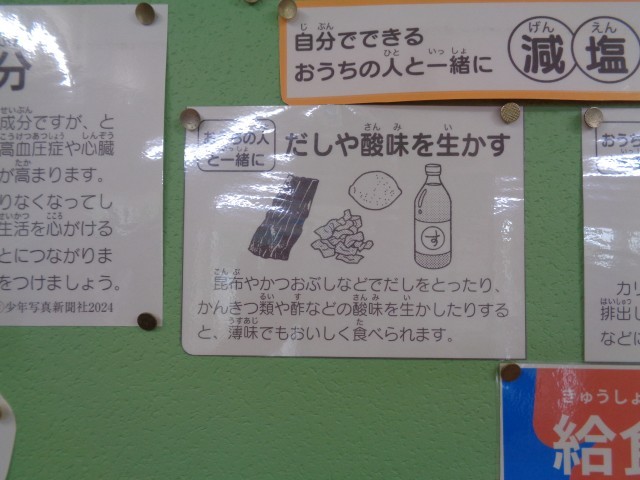 分
成分ですが、と
高血圧症や心臓
が高まります。
りなくなってし
生活を心がける
とにつながりま
をつけましょう。
少年写真新聞社2024
自分でできる
おうちの人と一緒に
減塩
おうちの人
と一緒に
だしや酸味を生かす
す
昆布やかつおぶしなどでだしをとったり、
かんきつ類や酢などの酸味を生かしたりする
と、薄味でもおいしく食べられます。
おう
カリ
排出し
などに
きゅうしょ
給食